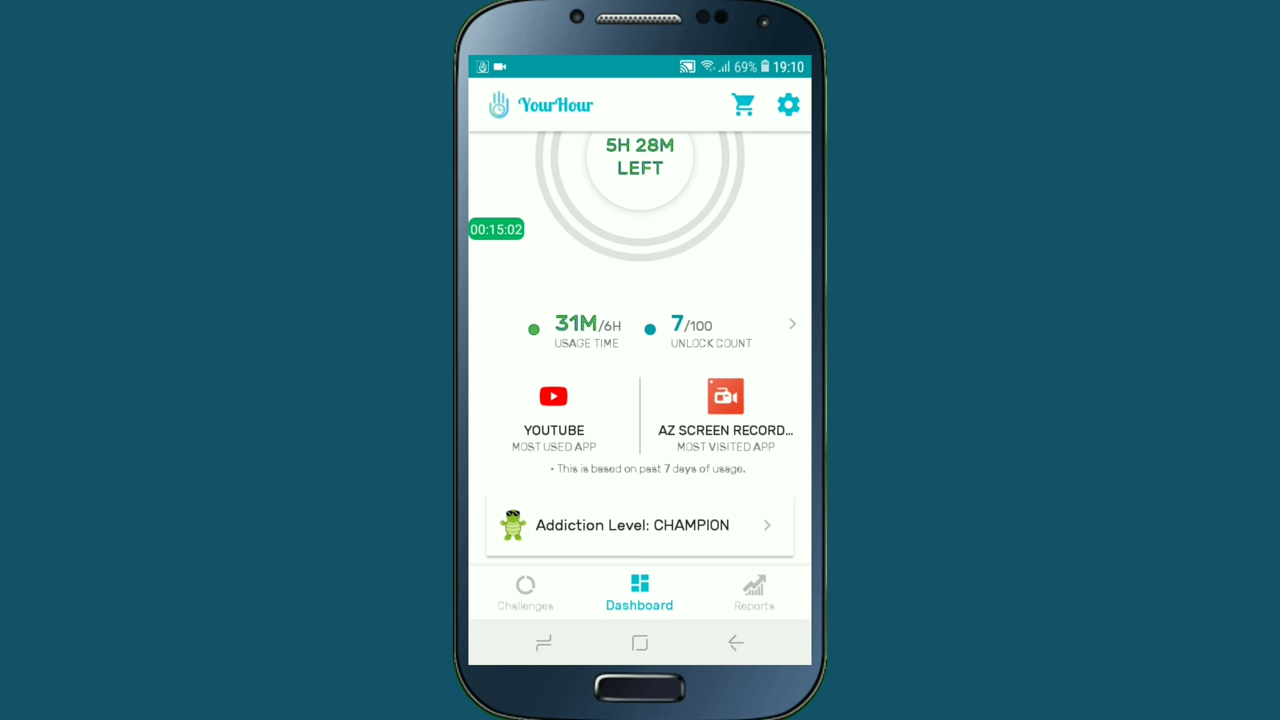 69% 19:10
YourHour
5H 28M
LEFT
00:15:02
31M/6H
USAGE TIME
7/100
UNLOCK COUNT
YOUTUBE
MOST USED APP
AZ SCREEN RECORD...
MOST VISITED APP
• This is based on past 7 days of usage.
Addiction Level: CHAMPION
Challenges
Dashboard
Reports